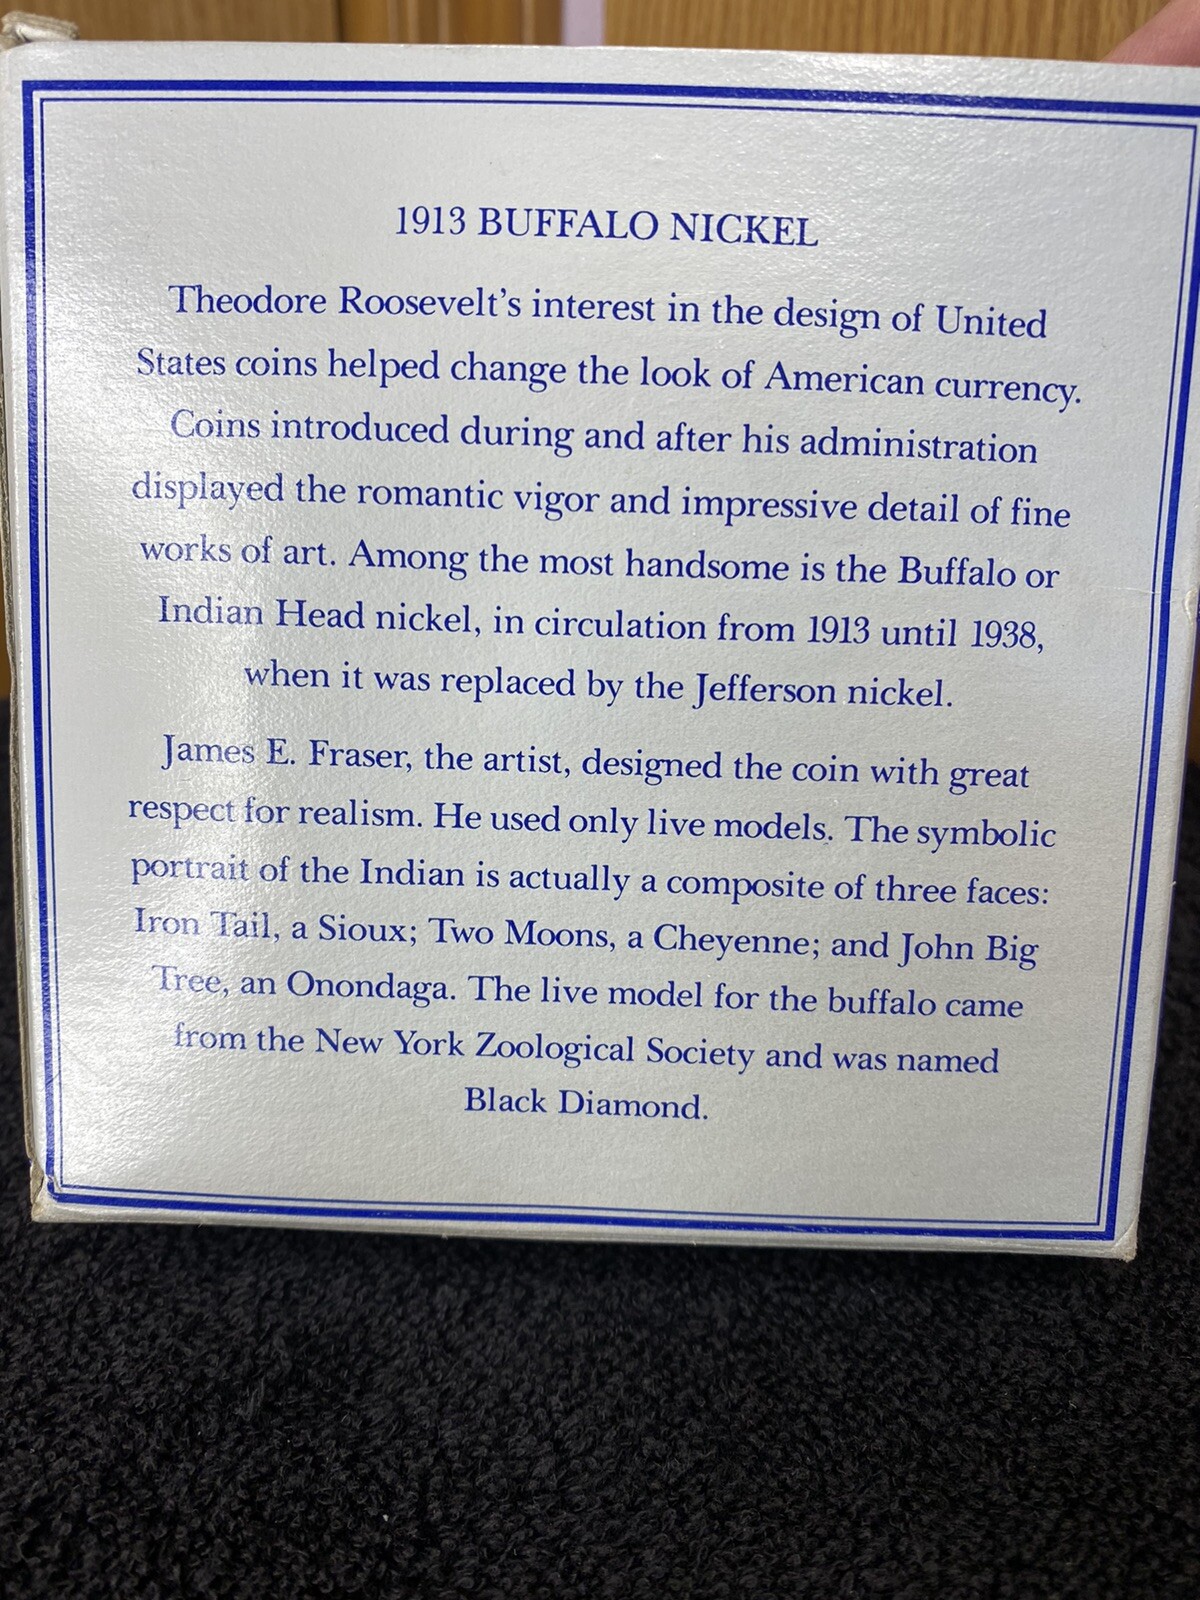 1913 BUFFALO NICKEL
Theodore Roosevelt's interest in the design of United
States coins helped change the look of American currency.
Coins introduced during and after his administration
displayed the romantic vigor and impressive detail of fine
works of art. Among the most handsome is the Buffalo or
Indian Head nickel, in circulation from 1913 until 1938,
when it was replaced by the Jefferson nickel.
James E. Fraser, the artist, designed the coin with great
respect for realism. He used only live models. The symbolic
portrait of the Indian is actually a composite of three faces:
Iron Tail, a Sioux; Two Moons, a Cheyenne; and John Big
Tree, an Onondaga. The live model for the buffalo came
from the New York Zoological Society and was named
Black Diamond.